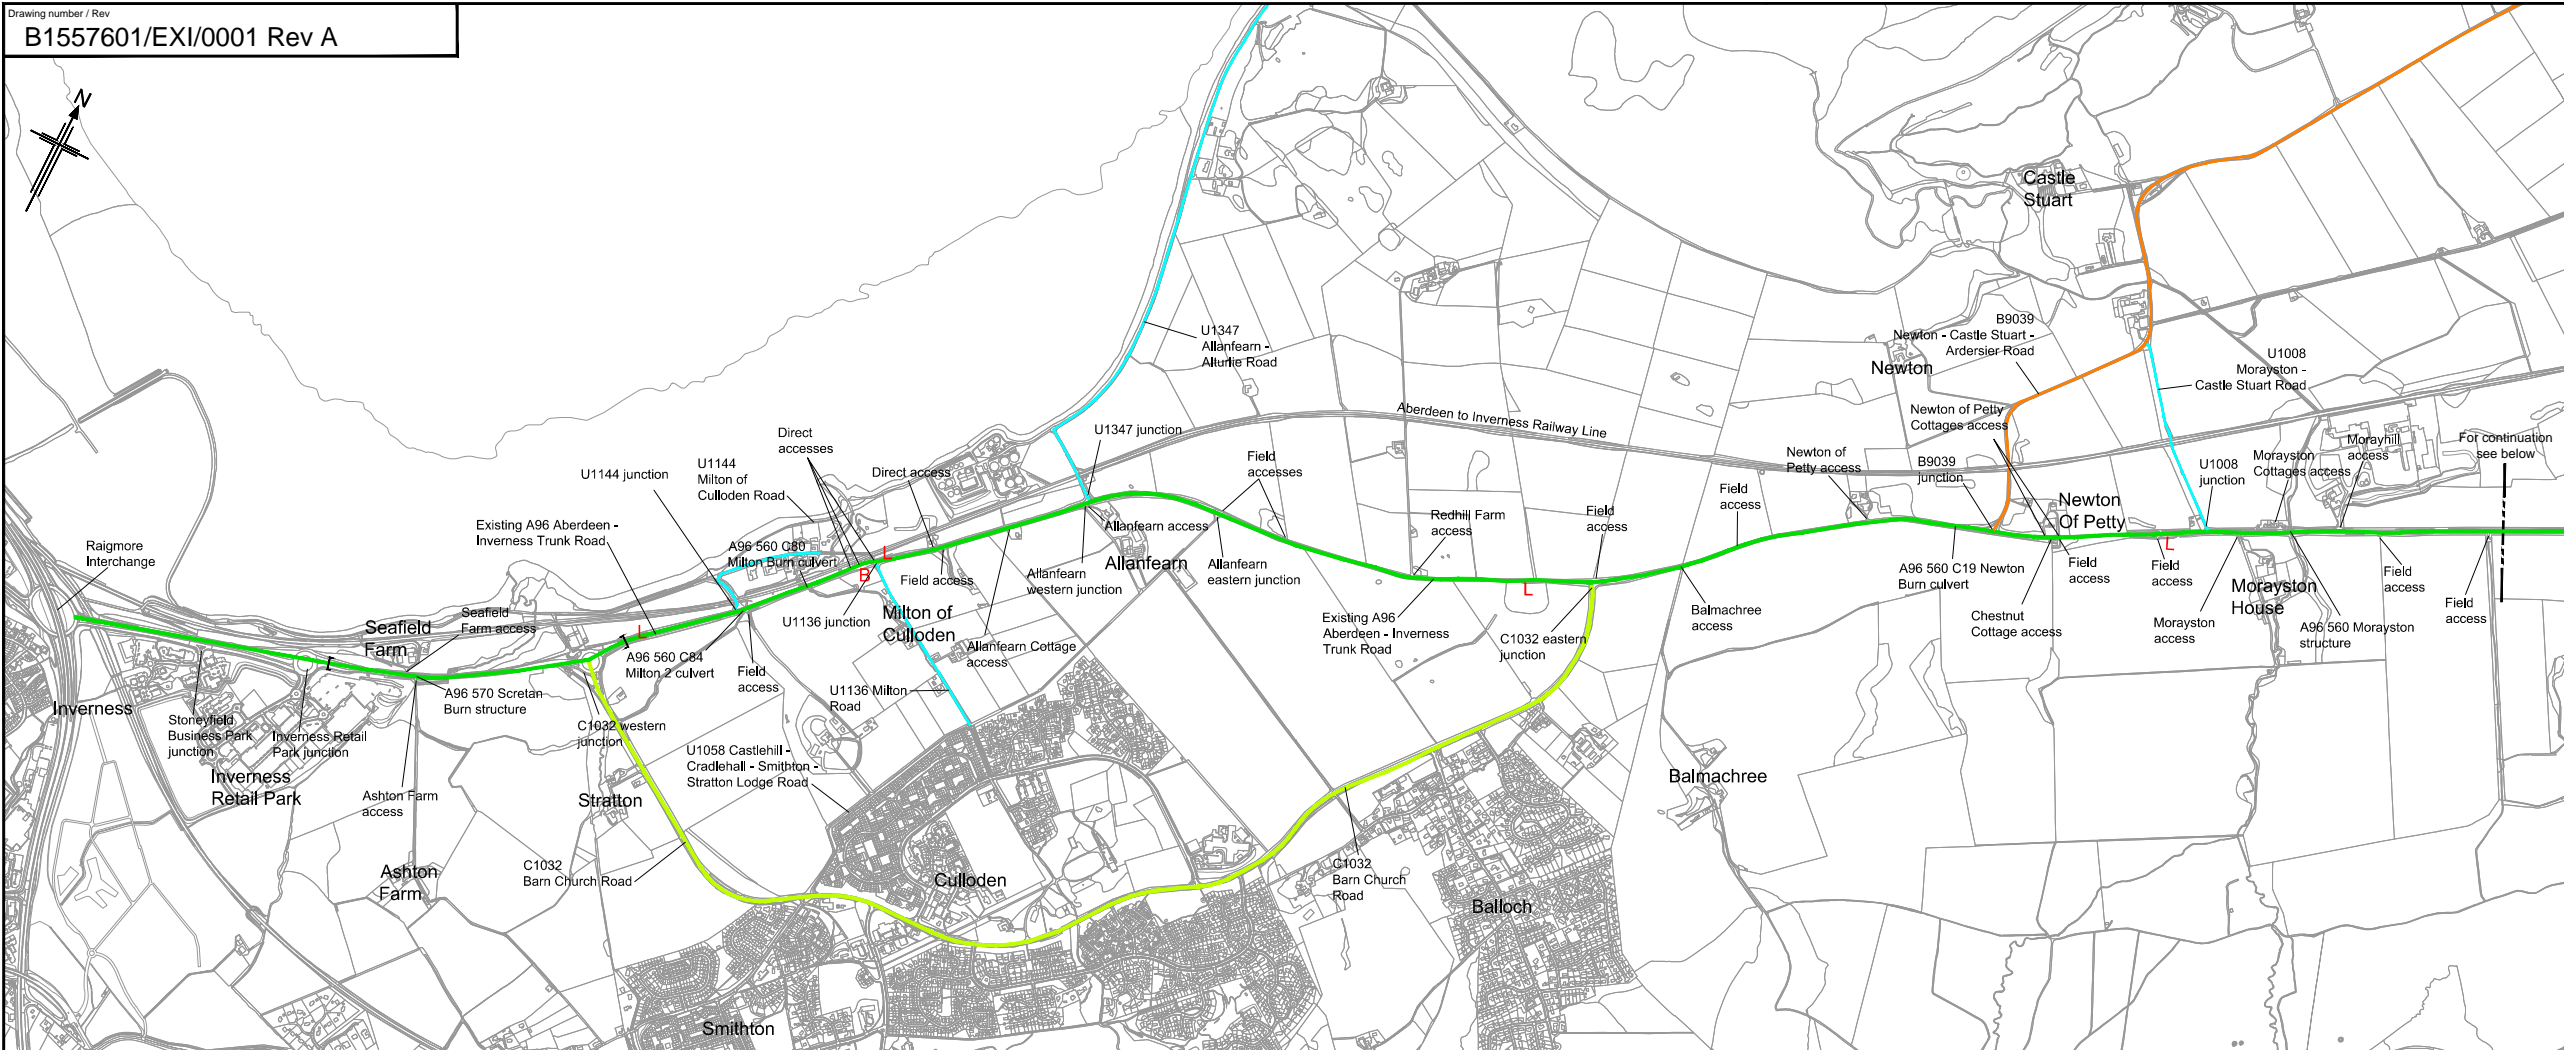 Drawing number / Rev
B1557601/EXI/0001 Rev A
N
Castle
Stuart
U1347
Allanfearn -
Alturlie Road
B9039
Newton - Castle Stuart -
Ardersier Road
Newton
U1008
Morayston -
Castle Stuart Road
Aberdeen to Inverness Railway Line
Newton of Petty
Cottages access
Direct
accesses
U1347 junction
Morayhill
access
For continuation
see below
U1144 junction
U1144
Milton of
Culloden Road
Direct access
Field
accesses
Newton of
Petty access
B9039
junction
U1008
junction
Morayston
Cottages access
Field
access
Newton
Of Petty
Existing A96 Aberdeen -
Inverness Trunk Road
Allanfearn access
Redhill Farm
access
Field
access
Raigmore
Interchange
A96 560 C80
Milton Burn culvert
L
B
Field access
Allanfearn
western junction
Allanfearn
Allanfearn
eastern junction
L
A96 560 C19 Newton
Burn culvert
Field
access
Field
access
L
Morayston
House
Field
access
Field
access
Seafield
Farm
Seafield
Farm access
L
U1136 junction
Milton of
Culloden
Existing A96
Aberdeen - Inverness
Trunk Road
C1032 eastern
junction
Balmachree
access
Chestnut
Cottage access
Morayston
access
A96 560 Morayston
structure
A96 560 C84
Milton 2 culvert
Field
access
Allanfearn Cottage
access
Inverness
A96 570 Scretan
Burn structure
U1136 Milton
Road
Stoneyfield
Business Park
junction
Inverness Retail
Park junction
C1032 western
junction
U1058 Castlehill -
Cradlehall - Smithton -
Stratton Lodge Road
Inverness
Retail Park
Ashton Farm
access
Stratton
Balmachree
Ashton
Farm
C1032
Barn Church Road
Culloden
C1032
Barn Church
Road
Balloch
Smithton